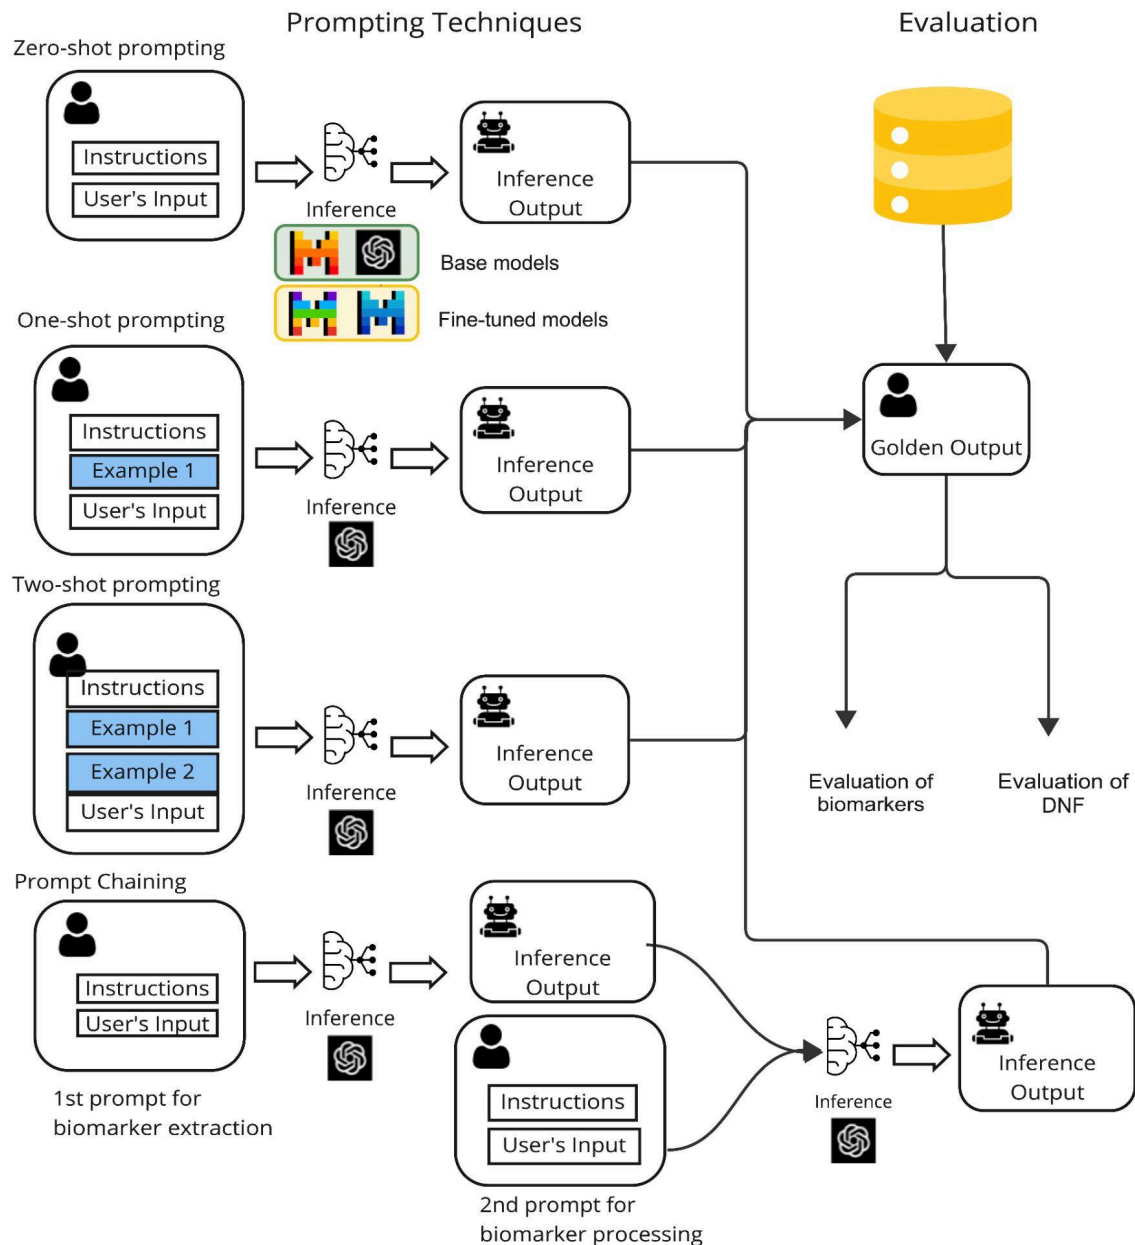 Prompting Techniques
Evaluation
Zero-shot prompting
Instructions
User's Input
Inference
Inference
Output
Base models
Fine-tuned models
One-shot prompting
Instructions
Example 1
User's Input
Inference
Inference
Output
Golden Output
Two-shot prompting
Instructions
Example 1
Example 2
User's Input
Inference
Inference
Output
Evaluation of
biomarkers
Evaluation of
DNF
Prompt Chaining
Instructions
User's Input
Inference
Inference
Output
1st prompt for
biomarker extraction
Instructions
User's Input
2nd prompt for
biomarker processing
Inference
Inference
Output